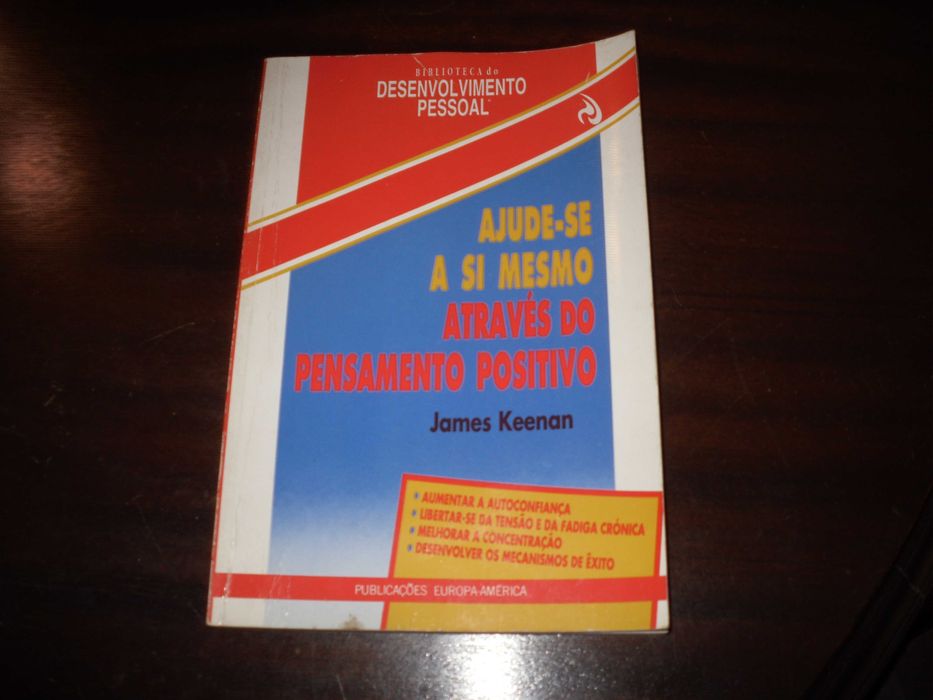 BIBLIOTECA do
DESENVOLVIMENTO
PESSOAL
AJUDE-SE
A SI MESMO
ATRAVÉS DO
PENSAMENTO POSITIVO
James Keenan
• AUMENTAR A AUTOCONFIANÇA
• LIBERTAR-SE DA TENSÃO E DA FADIGA CRÓNICA
• MELHORAR A CONCENTRAÇÃO
• DESENVOLVER OS MECANISMOS DE ÊXITO
PUBLICAÇÕES EUROPA-AMÉRICA